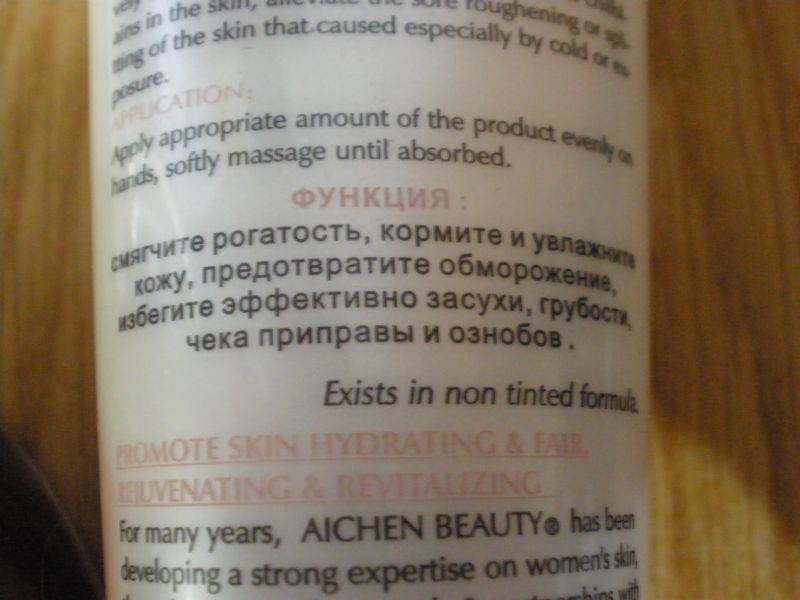 ains in the skin, alleviate the sore roughening or spli-
tting of the skin that caused especially by cold or ex-
posure.
APPLICATION:
Apply appropriate amount of the product evenly on
hands, softly massage until absorbed.
ФУНКЦИЯ :
смягчите рогатость, кормите и увлажните
кожу, предотвратите обморожение,
избегите эффективно засухи, грубости,
чека приправы и ознобов .
Exists in non tinted formula.
PROMOTE SKIN HYDRATING & FAIR,
REJUVENATING & REVITALIZING
For many years, AICHEN BEAUTY® has been
developing a strong expertise on women's skin,
with